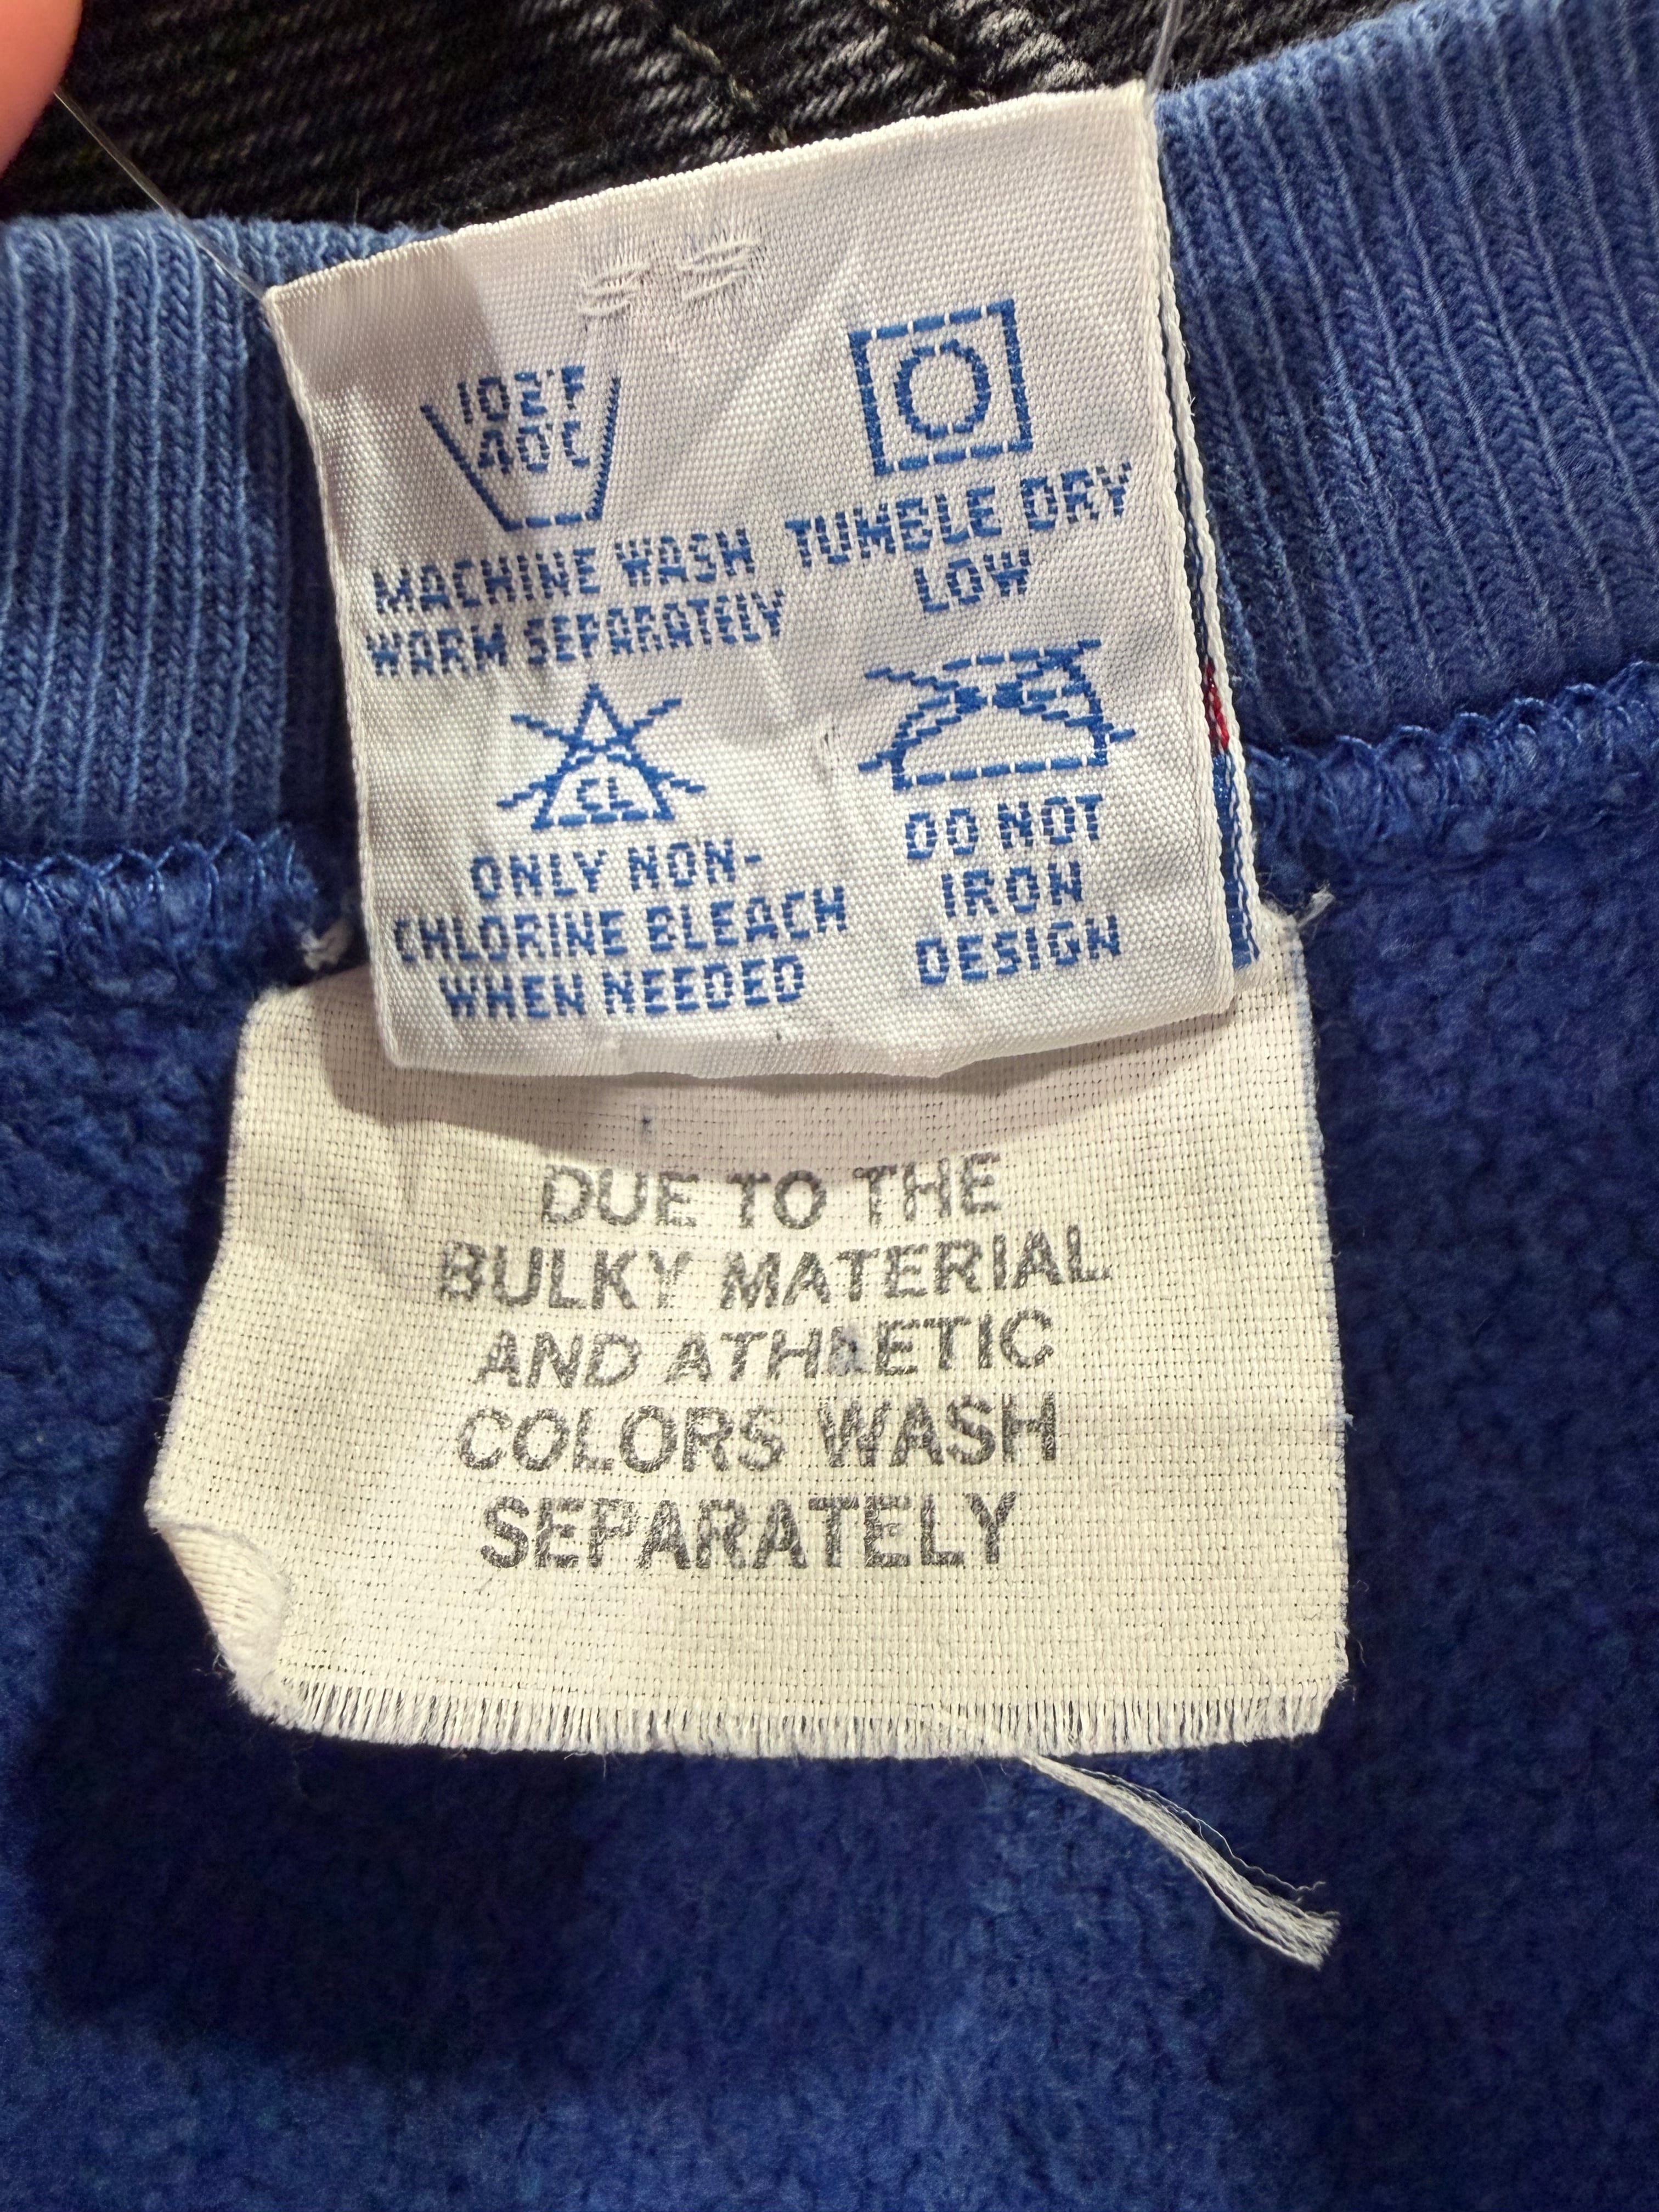 102°F
40°C
MACHINE WASH
WARM SEPARATELY
TUMBLE DRY
LOW
CL
ONLY NON-
CHLORINE BLEACH
WHEN NEEDED
DO NOT
IRON
DESIGN
DUE TO THE
BULKY MATERIAL
AND ATHLETIC
COLORS WASH
SEPARATELY